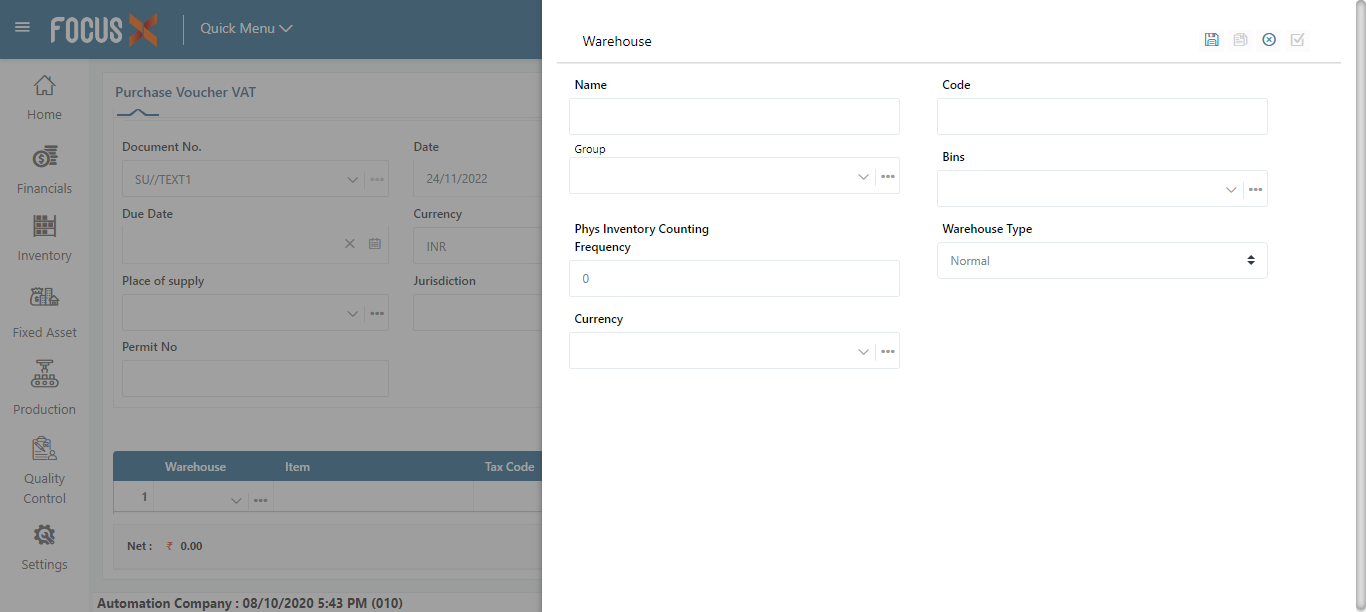 FOCUS X
Quick Menu
Home
Financials
Inventory
Fixed Asset
Production
Quality
Control
Settings
Purchase Voucher VAT
Document No.
Date
SU//TEXT1
24/11/2022
Due Date
Currency
INR
Place of supply
Jurisdiction
Permit No
Warehouse
Item
Tax Code
1
Net : ₹ 0.00
Automation Company : 08/10/2020 5:43 PM (010)
Warehouse
Name
Code
Group
Bins
Phys Inventory Counting
Frequency
0
Warehouse Type
Normal
Currency